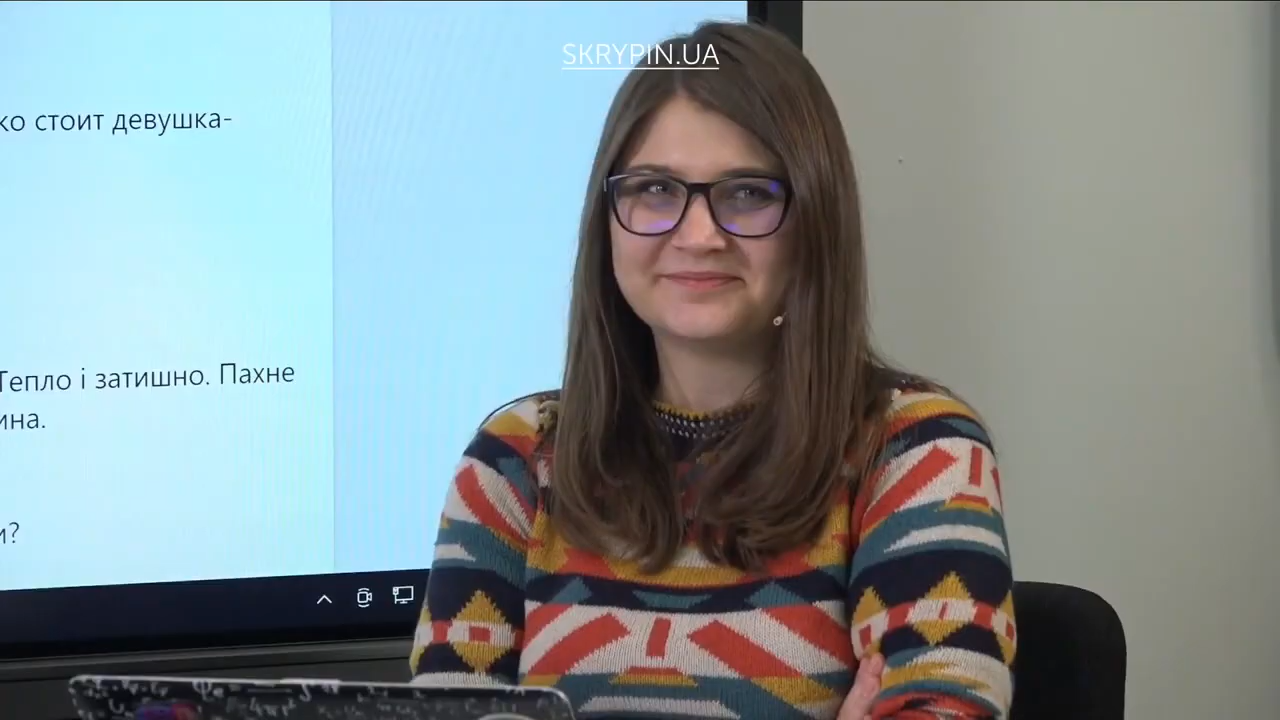 SKRYPIN.UA
ко стоит девушка-
Тепло і затишно. Пахне
ина.
и?